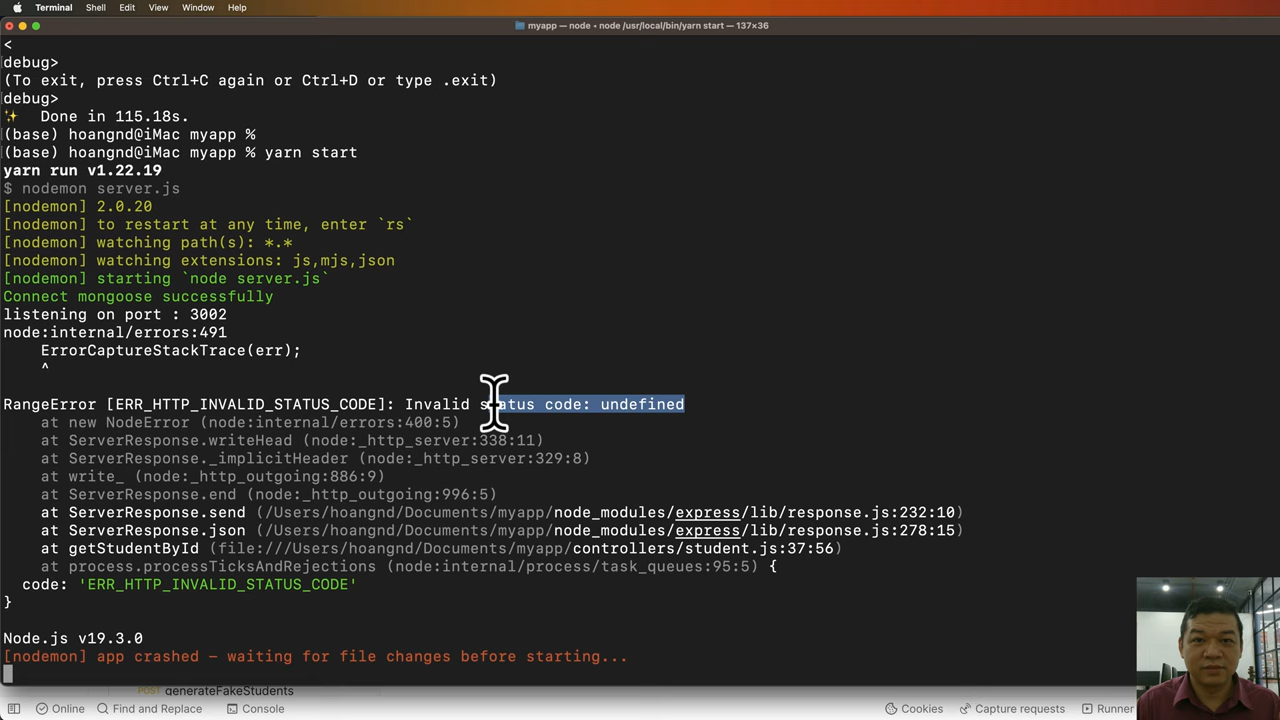 Terminal Shell Edit View Window Help
myapp — node • node /usr/local/bin/yarn start — 137×36
<
debug>
(To exit, press Ctrl+C again or Ctrl+D or type .exit)
debug>
✨ Done in 115.18s.
(base) hoangnd@iMac myapp %
(base) hoangnd@iMac myapp % yarn start
yarn run v1.22.19
$ nodemon server.js
[nodemon] 2.0.20
[nodemon] to restart at any time, enter `rs`
[nodemon] watching path(s): *.*
[nodemon] watching extensions: js,mjs,json
[nodemon] starting `node server.js`
Connect mongoose successfully
listening on port : 3002
node:internal/errors:491
    ErrorCaptureStackTrace(err);
    ^
RangeError [ERR_HTTP_INVALID_STATUS_CODE]: Invalid status code: undefined
    at new NodeError (node:internal/errors:400:5)
    at ServerResponse.writeHead (node:_http_server:338:11)
    at ServerResponse._implicitHeader (node:_http_server:329:8)
    at write_ (node:_http_outgoing:886:9)
    at ServerResponse.end (node:_http_outgoing:996:5)
    at ServerResponse.send (/Users/hoangnd/Documents/myapp/node_modules/express/lib/response.js:232:10)
    at ServerResponse.json (/Users/hoangnd/Documents/myapp/node_modules/express/lib/response.js:278:15)
    at getStudentById (file:///Users/hoangnd/Documents/myapp/controllers/student.js:37:56)
    at process.processTicksAndRejections (node:internal/process/task_queues:95:5) {
  code: 'ERR_HTTP_INVALID_STATUS_CODE'
}
Node.js v19.3.0
[nodemon] app crashed - waiting for file changes before starting...
POST generateFakeStudents
Online Find and Replace Console Cookies Capture requests Runner